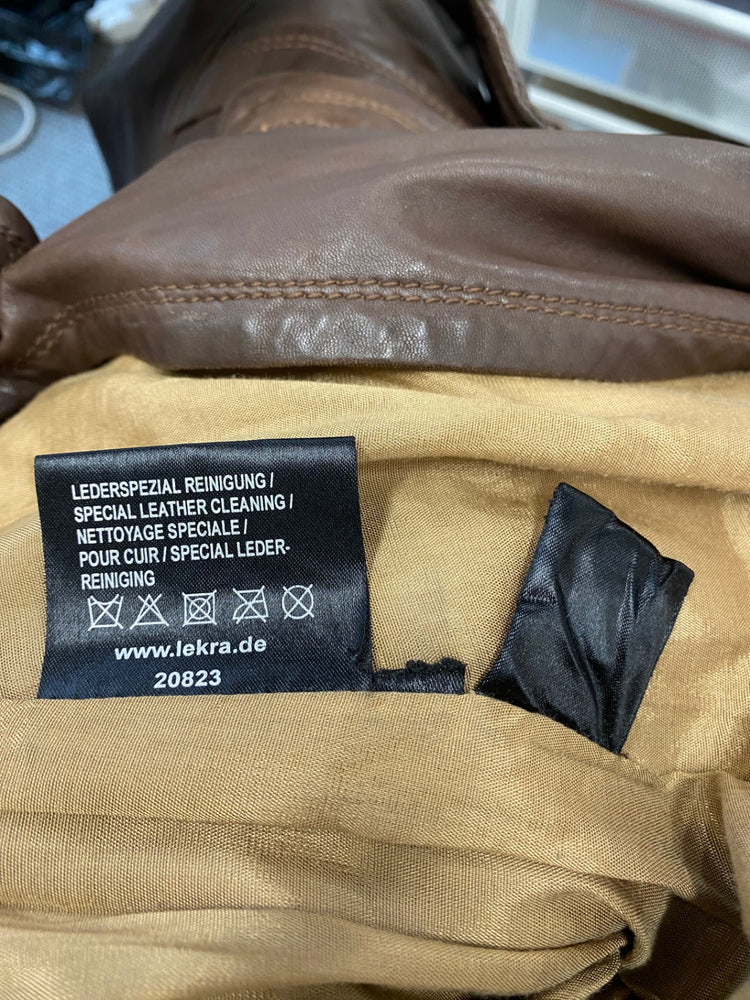 LEDERSPEZIAL REINIGUNG /
SPECIAL LEATHER CLEANING /
NETTOYAGE SPECIALE /
POUR CUIR / SPECIAL LEDER-
REINIGING
www.lekra.de
20823